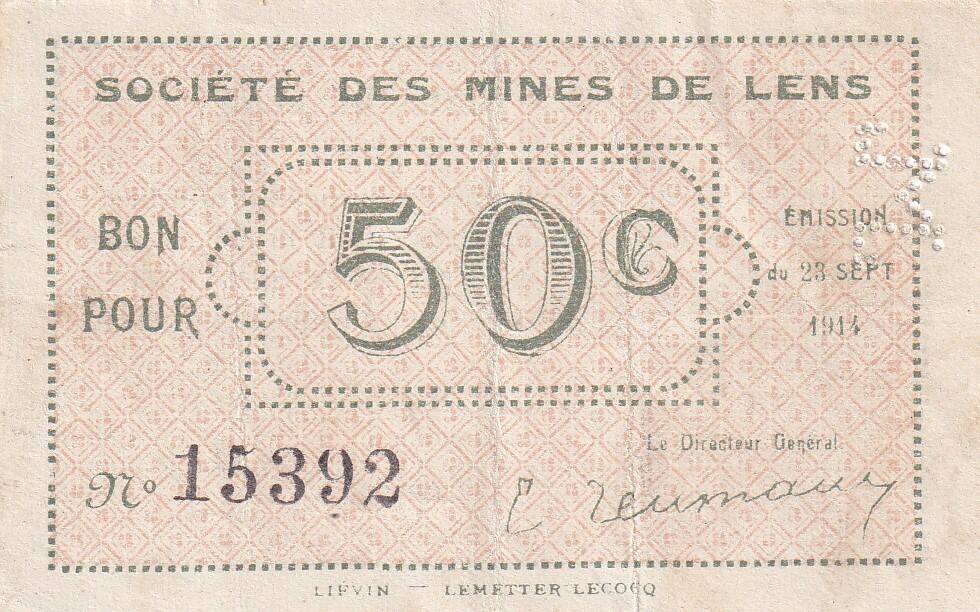 SOCIÉTÉ DES MINES DE LENS
BON
POUR
50c
ÉMISSION
du 23 SEPT
1914
Le Directeur Général.
No 15392
E Reumaux
LIÉVIN — LEMETTER-LECOCQ